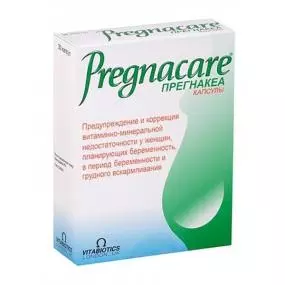 Pregnacare®
ПРЕГНАКЕА
КАПСУЛЫ
Предупреждение и коррекция
витаминно-минеральной
недостаточности у женщин,
планирующих беременность,
в период беременности и
грудного вскармливания
VITABIOTICS